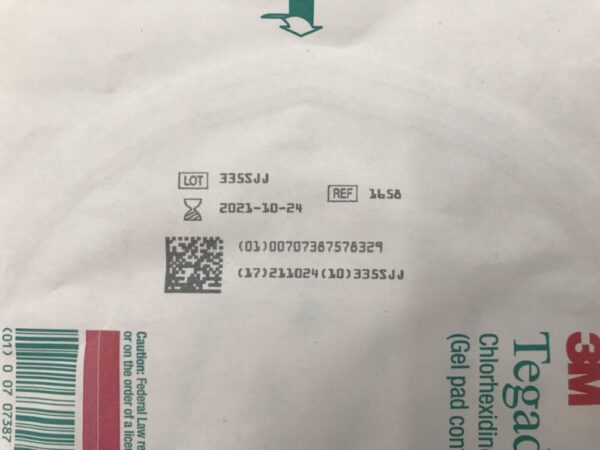 LOT 335SJJ
REF 1658
2021-10-24
(01)00707387578329
(17)211024(10)335SJJ
Caution: Federal Law re
or on the order of a lice
(01) 0 07 07387
3M
Tegad
Chlorhexidin
(Gel pad con